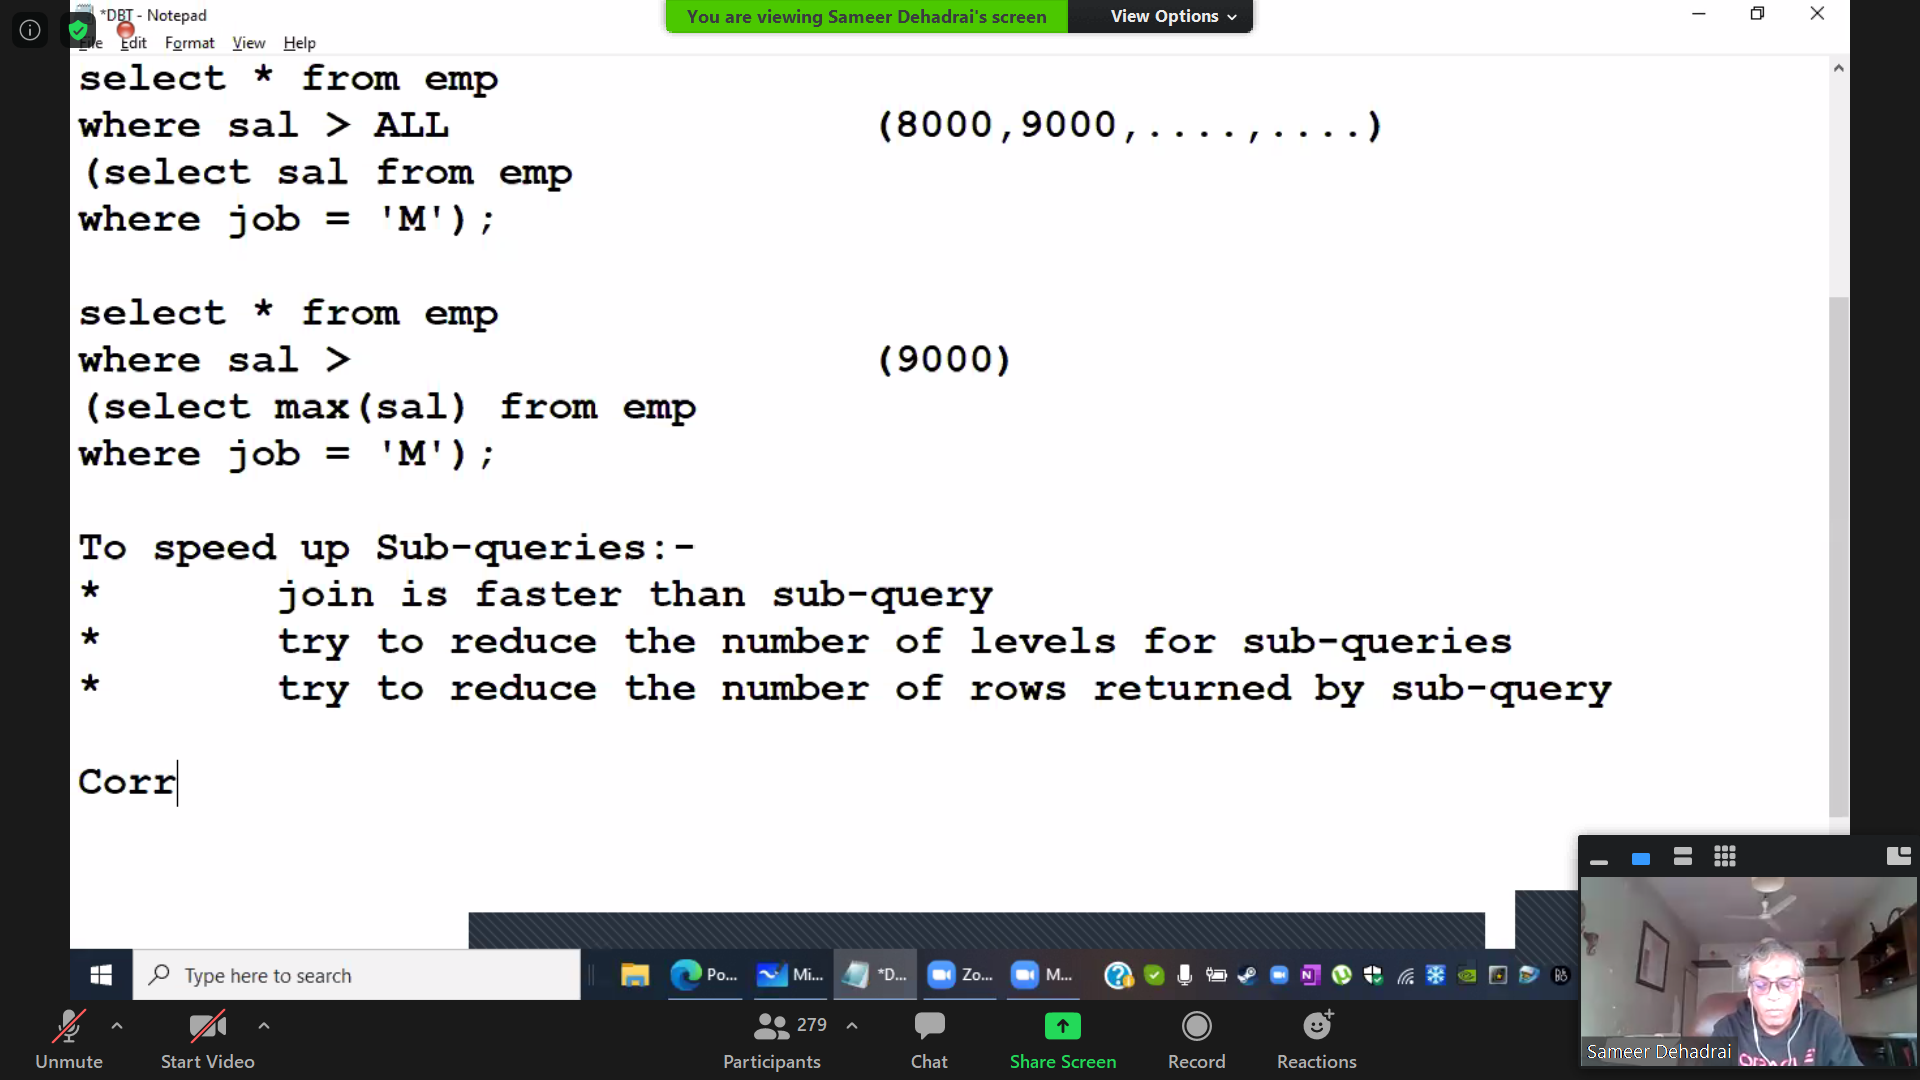 *DBT - Notepad
You are viewing Sameer Dehadrai's screen
View Options
File Edit Format View Help
select * from emp
where sal > ALL (8000,9000,....,....)
(select sal from emp
where job = 'M');
select * from emp
where sal > (9000)
(select max(sal) from emp
where job = 'M');
To speed up Sub-queries:-
* join is faster than sub-query
* try to reduce the number of levels for sub-queries
* try to reduce the number of rows returned by sub-query
Corr
Type here to search
Po...
Mi...
*D...
Zo...
M...
Sameer Dehadrai
ORACLE
Unmute
Start Video
279
Participants
Chat
Share Screen
Record
Reactions